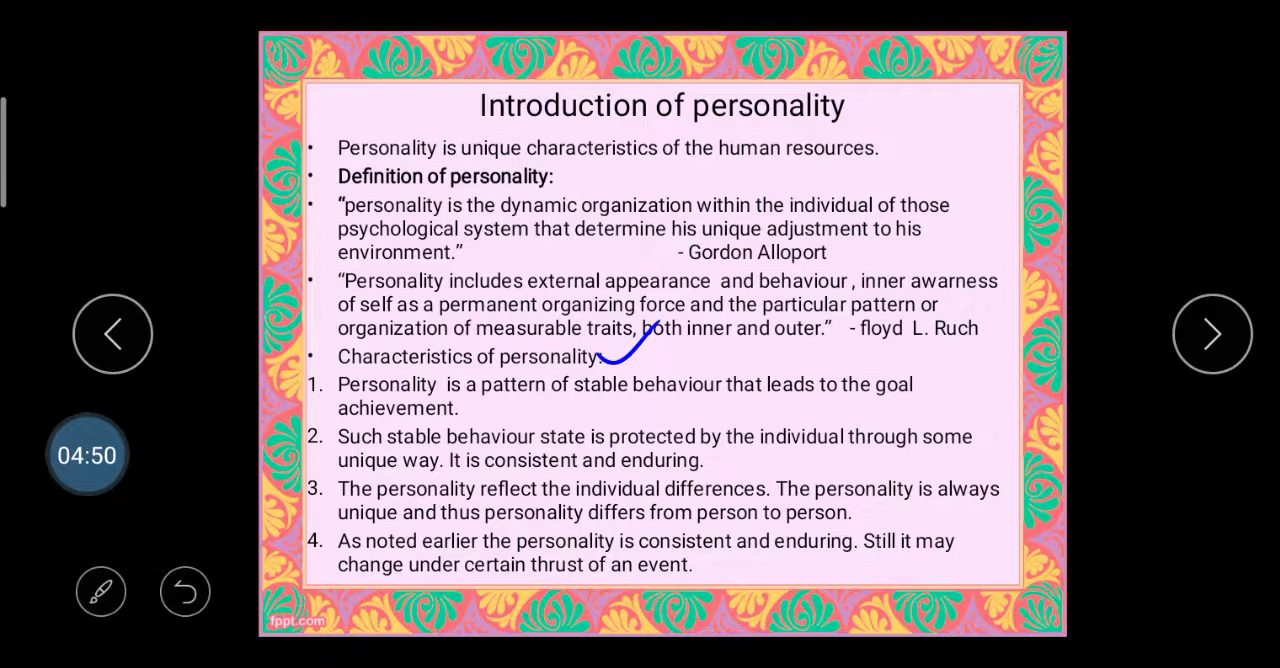 Introduction of personality
• Personality is unique characteristics of the human resources.
• Definition of personality:
• “personality is the dynamic organization within the individual of those
psychological system that determine his unique adjustment to his
environment.” - Gordon Alloport
• “Personality includes external appearance and behaviour , inner awarness
of self as a permanent organizing force and the particular pattern or
organization of measurable traits, both inner and outer.” - floyd L. Ruch
• Characteristics of personality:
1. Personality is a pattern of stable behaviour that leads to the goal
achievement.
2. Such stable behaviour state is protected by the individual through some
unique way. It is consistent and enduring.
3. The personality reflect the individual differences. The personality is always
unique and thus personality differs from person to person.
4. As noted earlier the personality is consistent and enduring. Still it may
change under certain thrust of an event.
04:50
fppt.com